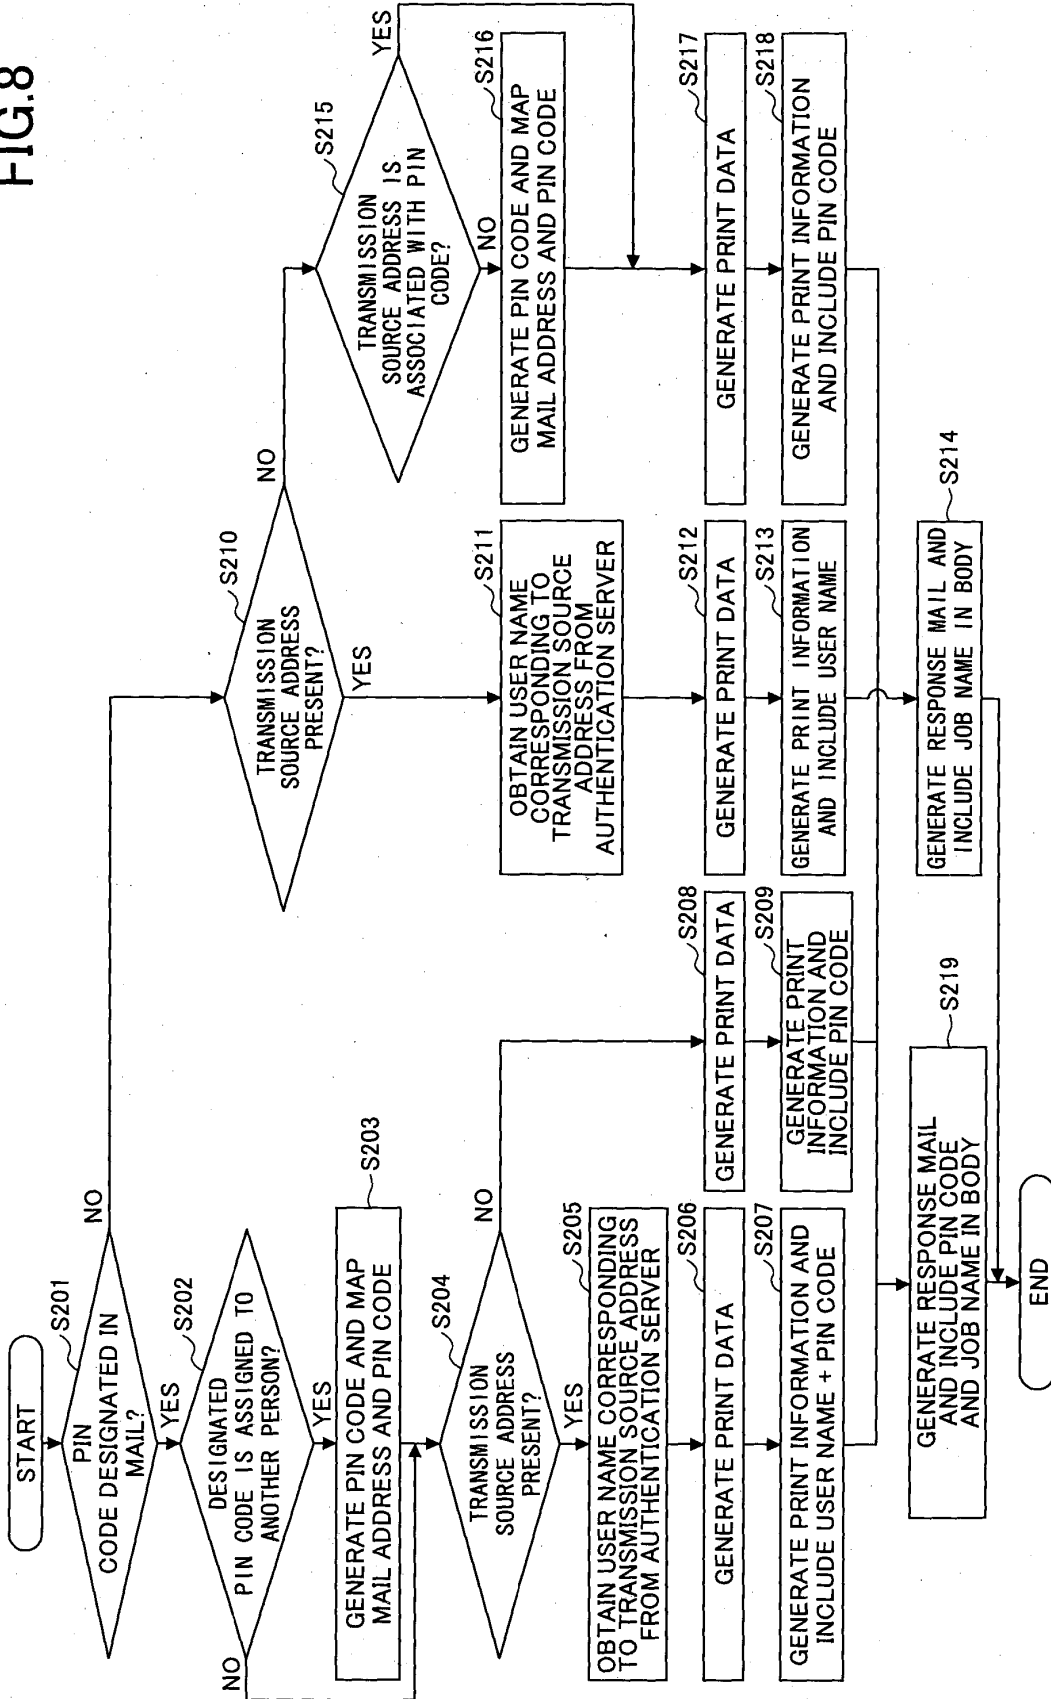 FIG.8
START
S201
PIN
CODE DESIGNATED IN
MAIL?
NO
YES
S202
DESIGNATED
PIN CODE IS ASSIGNED TO
ANOTHER PERSON?
NO
YES
S203
GENERATE PIN CODE AND MAP
MAIL ADDRESS AND PIN CODE
S204
TRANSMISSION
SOURCE ADDRESS
PRESENT?
NO
YES
S205
OBTAIN USER NAME CORRESPONDING
TO TRANSMISSION SOURCE ADDRESS
FROM AUTHENTICATION SERVER
S206
GENERATE PRINT DATA
S207
GENERATE PRINT INFORMATION AND
INCLUDE USER NAME + PIN CODE
S208
GENERATE PRINT DATA
S209
GENERATE PRINT
INFORMATION AND
INCLUDE PIN CODE
S210
TRANSMISSION
SOURCE ADDRESS
PRESENT?
NO
YES
S211
OBTAIN USER NAME
CORRESPONDING TO
TRANSMISSION SOURCE
ADDRESS FROM
AUTHENTICATION SERVER
S212
GENERATE PRINT DATA
S213
GENERATE PRINT INFORMATION
AND INCLUDE USER NAME
S214
GENERATE RESPONSE MAIL AND
INCLUDE JOB NAME IN BODY
S215
TRANSMISSION
SOURCE ADDRESS IS
ASSOCIATED WITH PIN
CODE?
YES
NO
S216
GENERATE PIN CODE AND MAP
MAIL ADDRESS AND PIN CODE
S217
GENERATE PRINT DATA
S218
GENERATE PRINT INFORMATION
AND INCLUDE PIN CODE
S219
GENERATE RESPONSE MAIL
AND INCLUDE PIN CODE
AND JOB NAME IN BODY
END